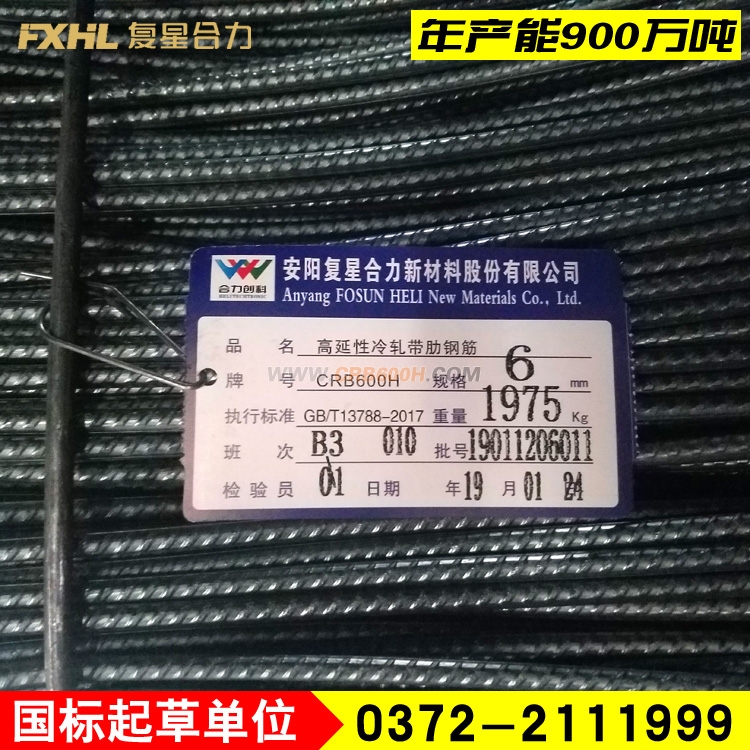 FXHL 复星合力
年产能900万吨
合力创科
HELITECHTRONIC
安阳复星合力新材料股份有限公司
Anyang FOSUN HELI New Materials Co., Ltd.
品 名 高延性冷轧带肋钢筋
WWW.CRB600H.COM
牌 号 CRB600H 规格 6 mm
执行标准 GB/T13788-2017 重量 1975 Kg
班 次 B3 010 批号 19011206011
检验员 01 日期 年 19 月 01 24
国标起草单位 0372-2111999